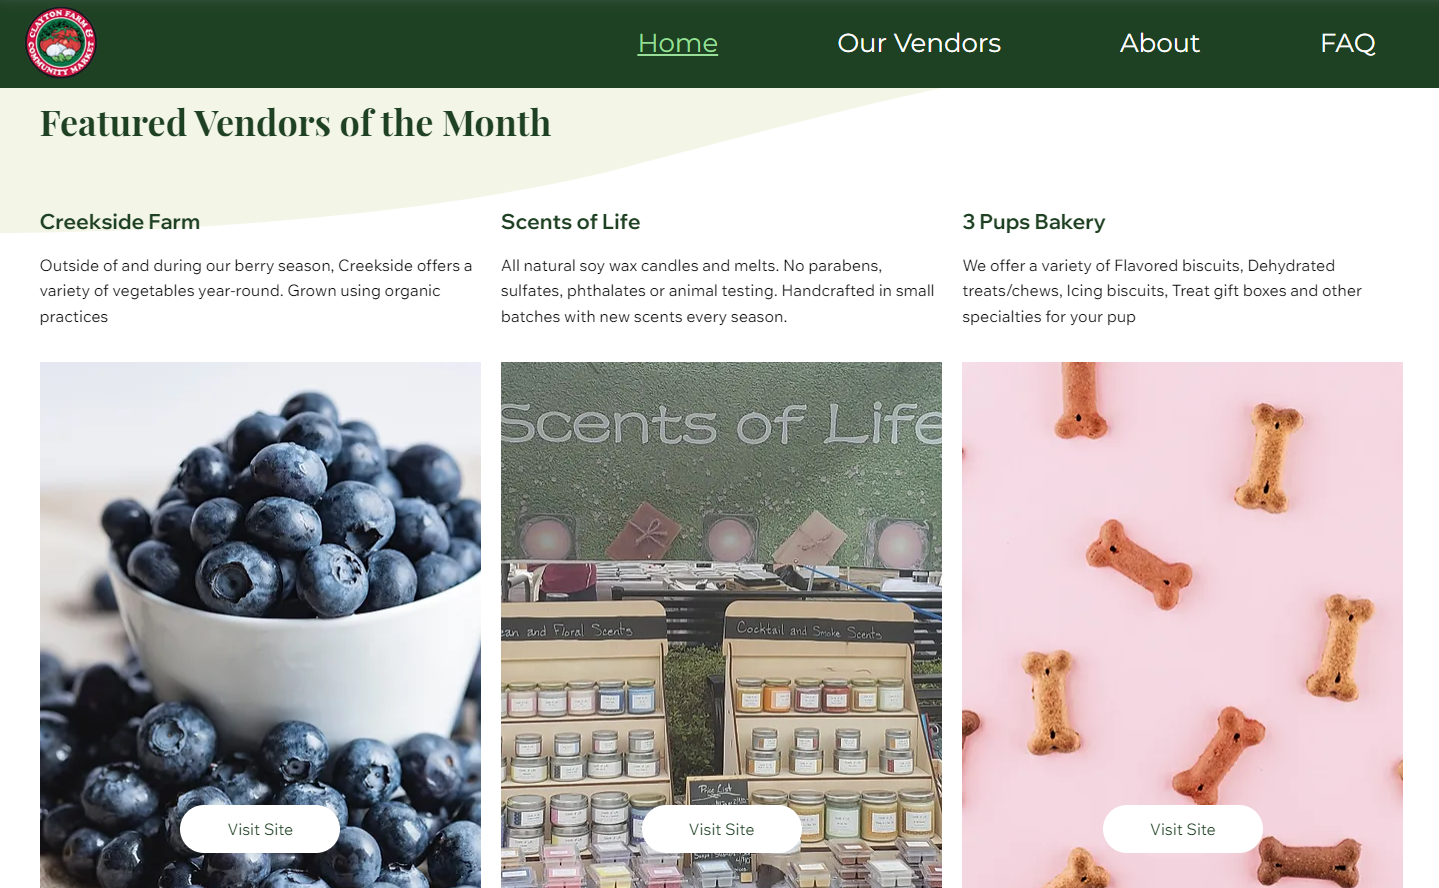 CLAYTON FARM &
COMMUNITY MARKET
Home
Our Vendors
About
FAQ
Featured Vendors of the Month
Creekside Farm
Outside of and during our berry season, Creekside offers a
variety of vegetables year-round. Grown using organic
practices
Scents of Life
All natural soy wax candles and melts. No parabens,
sulfates, phthalates or animal testing. Handcrafted in small
batches with new scents every season.
3 Pups Bakery
We offer a variety of Flavored biscuits, Dehydrated
treats/chews, Icing biscuits, Treat gift boxes and other
specialties for your pup
Scents of Life
and Floral Scents
Cocktail and Smoke Scents
Price List
Visit Site
Visit Site
Visit Site